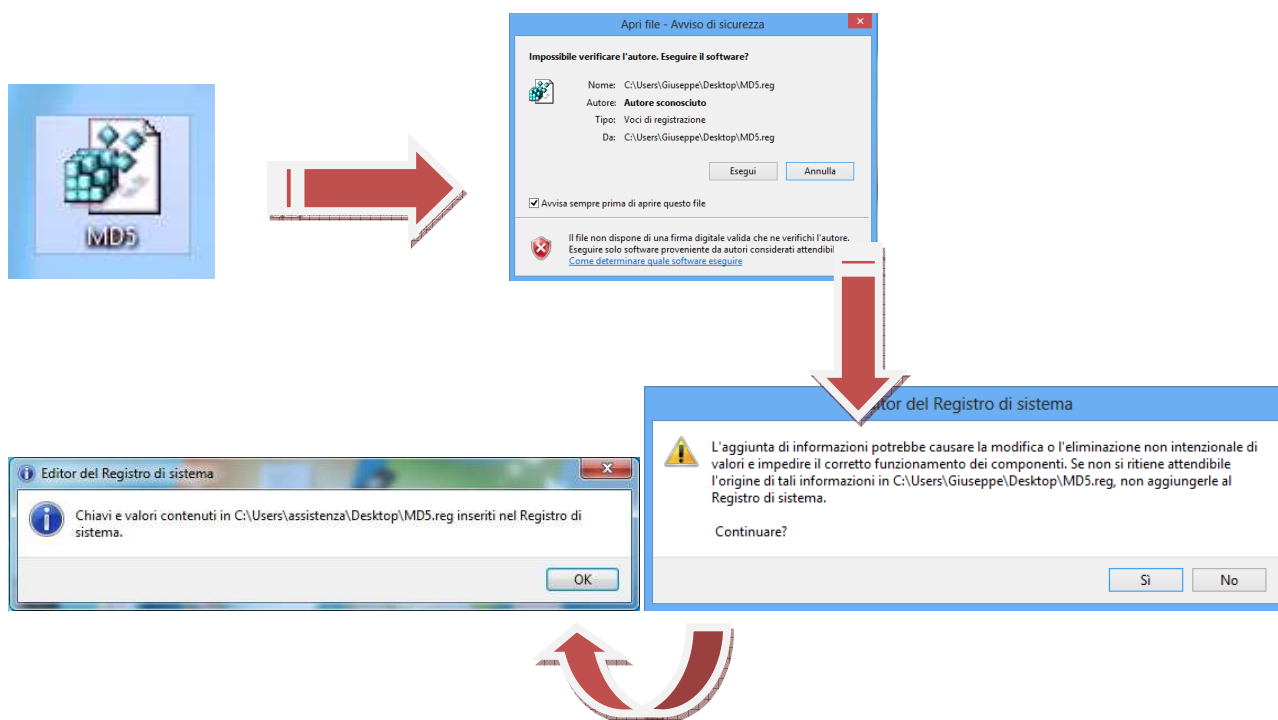 MD5
Apri file - Avviso di sicurezza
Impossibile verificare l'autore. Eseguire il software?
Nome: C:\Users\Giuseppe\Desktop\MD5.reg
Autore: Autore sconosciuto
Tipo: Voci di registrazione
Da: C:\Users\Giuseppe\Desktop\MD5.reg
Esegui Annulla
Avvisa sempre prima di aprire questo file
Il file non dispone di una firma digitale valida che ne verifichi l'autore.
Eseguire solo software proveniente da autori considerati
Come determinare quale software eseguire
del Registro di sistema
L'aggiunta di informazioni potrebbe causare la modifica o l'eliminazione non intenzionale di
valori e impedire il corretto funzionamento dei componenti. Se non si ritiene attendibile
l'origine di tali informazioni in C:\Users\Giuseppe\Desktop\MD5.reg, non aggiungerle al
Registro di sistema.
Continuare?
Sì No
Editor del Registro di sistema
Chiavi e valori contenuti in C:\Users\assistenza\Desktop\MD5.reg inseriti nel Registro di
sistema.
OK